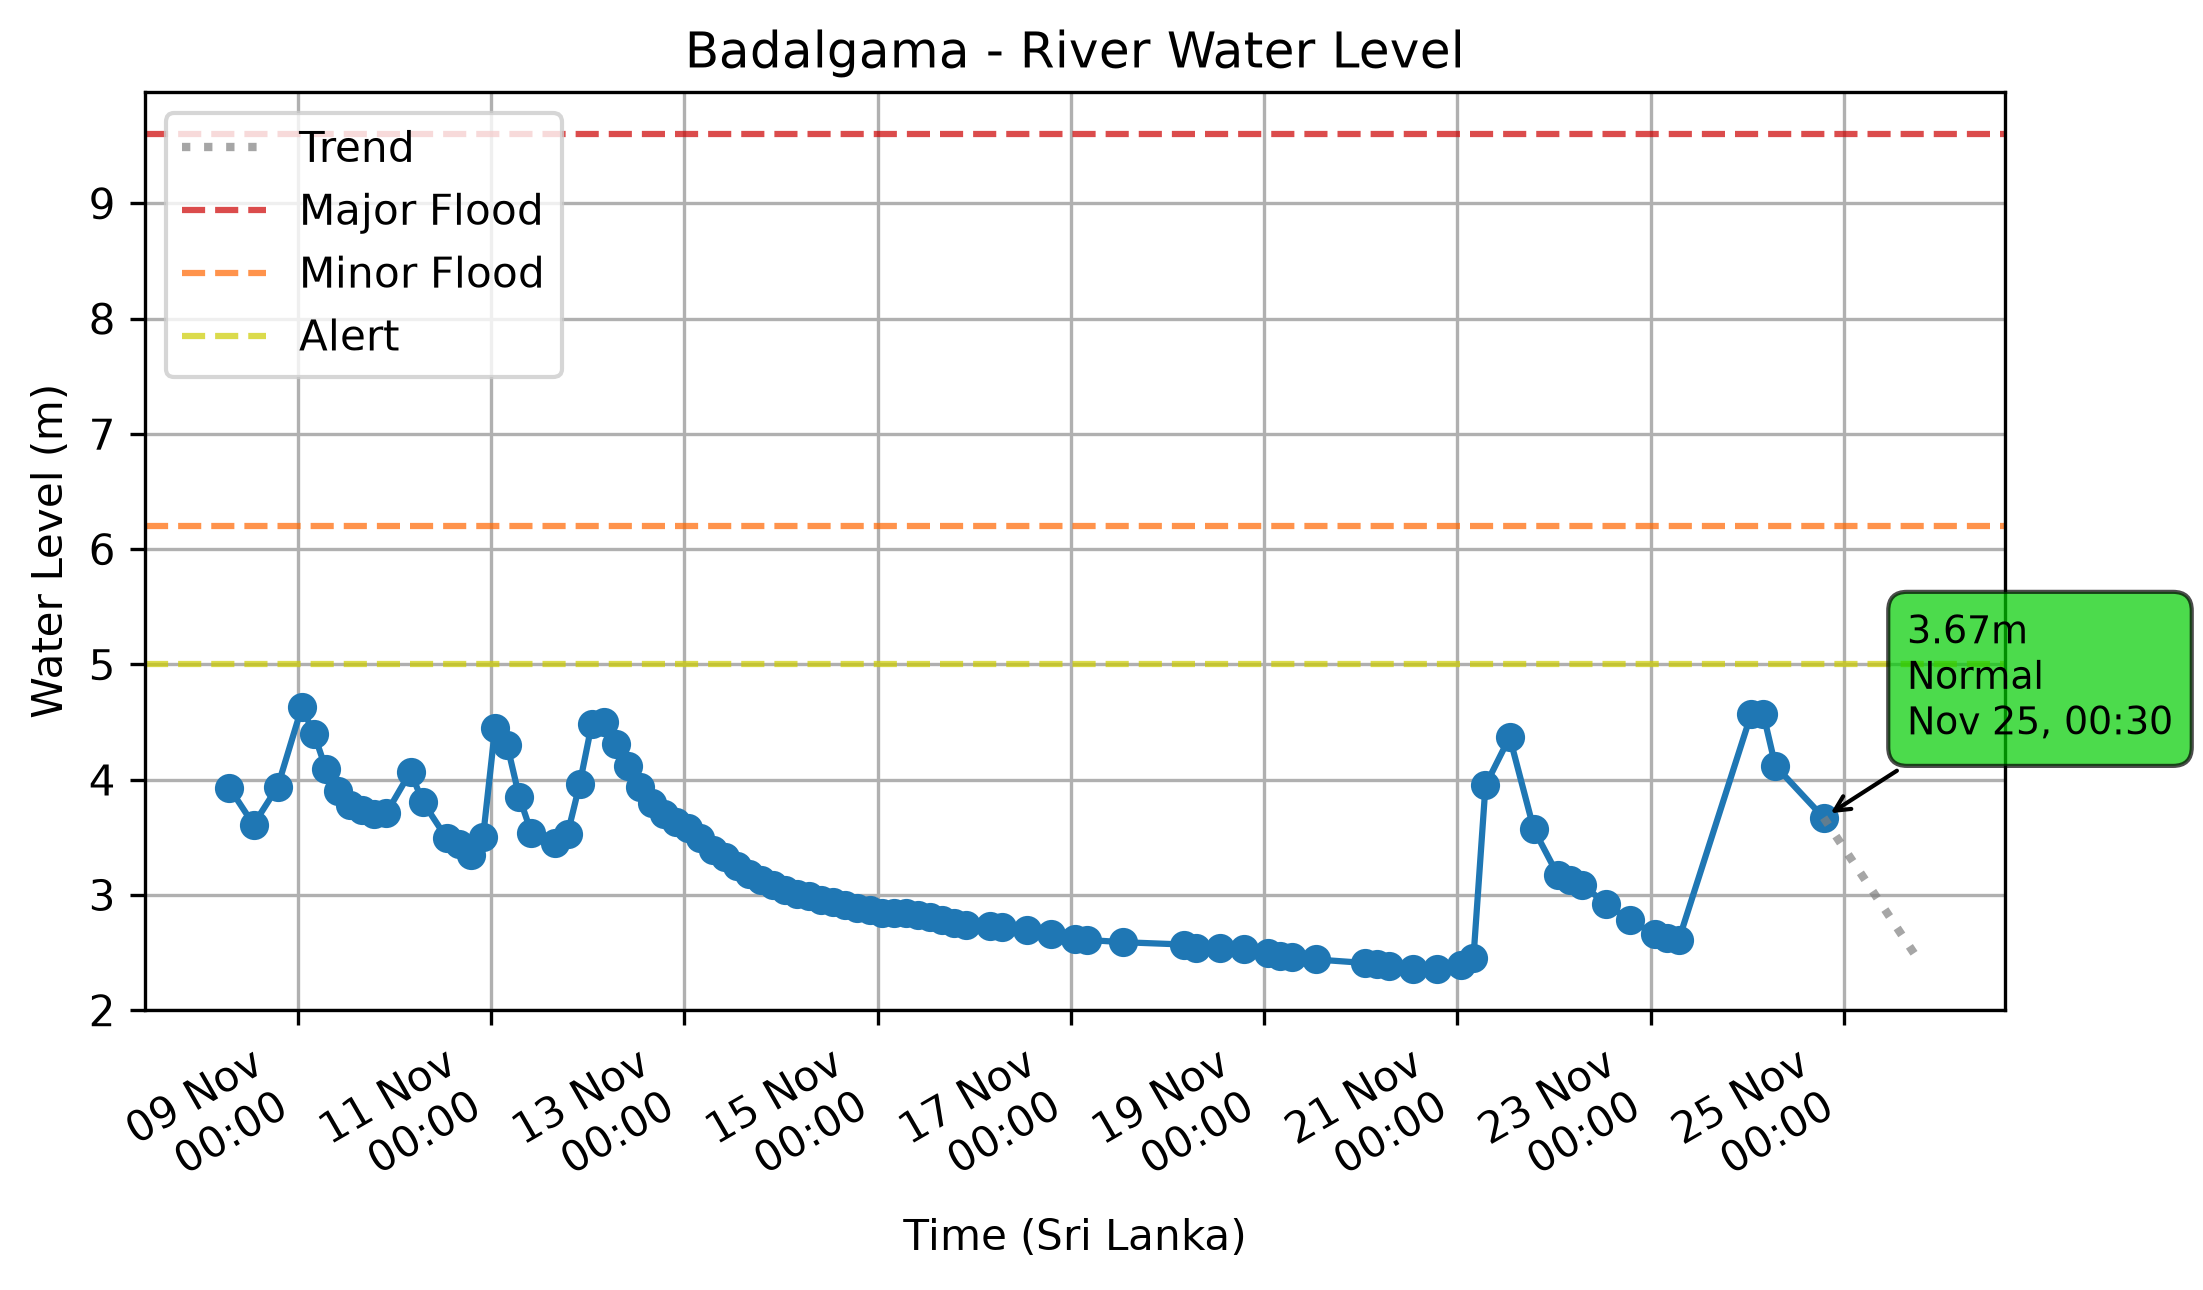 Badalgama - River Water Level
Trend
Major Flood
Minor Flood
Alert
9
8
7
6
5
4
3
2
Water Level (m)
3.67m
Normal
Nov 25, 00:30
09 Nov
00:00
11 Nov
00:00
13 Nov
00:00
15 Nov
00:00
17 Nov
00:00
19 Nov
00:00
21 Nov
00:00
23 Nov
00:00
25 Nov
00:00
Time (Sri Lanka)